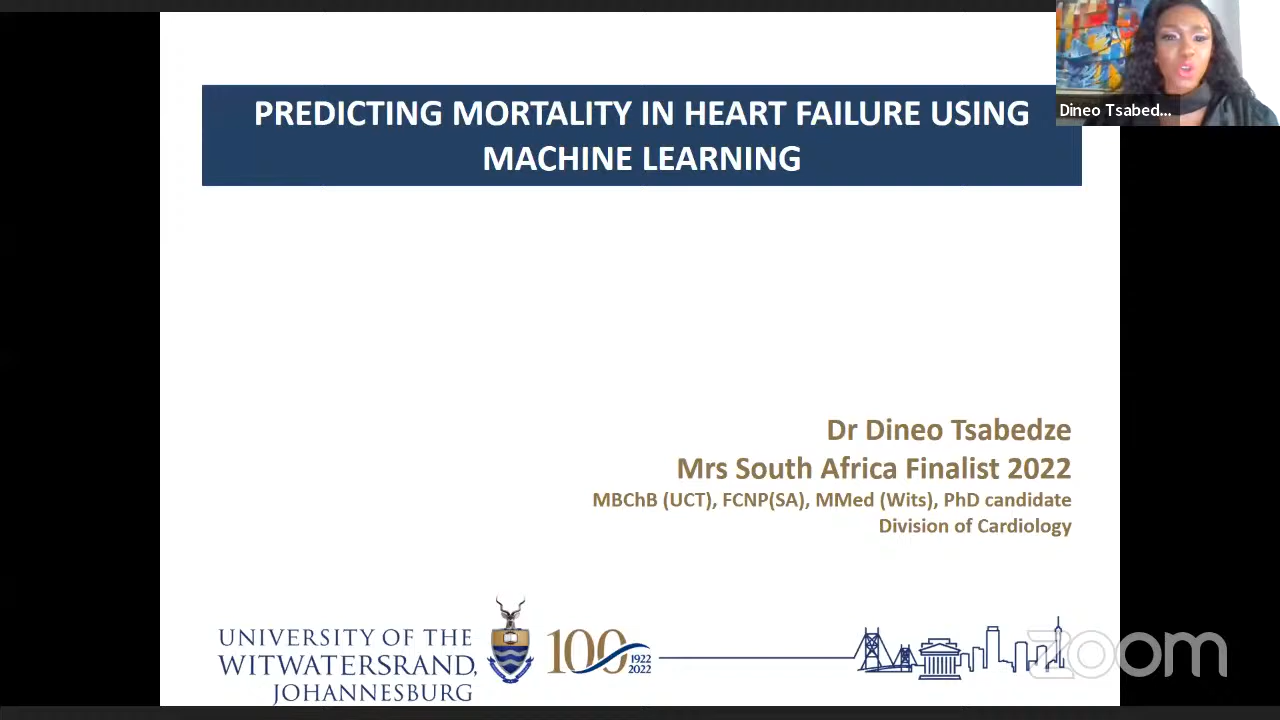 PREDICTING MORTALITY IN HEART FAILURE USING
MACHINE LEARNING
Dineo Tsabed...
Dr Dineo Tsabedze
Mrs South Africa Finalist 2022
MBChB (UCT), FCNP(SA), MMed (Wits), PhD candidate
Division of Cardiology
UNIVERSITY OF THE
WITWATERSRAND,
JOHANNESBURG
100
1922
2022
zoom